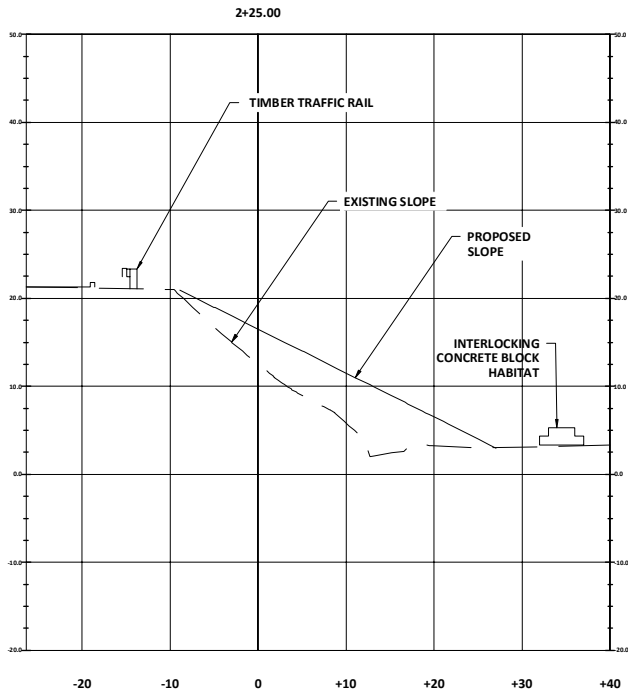 2+25.00
50.0
50.0
TIMBER TRAFFIC RAIL
40.0
40.0
EXISTING SLOPE
30.0
30.0
PROPOSED
SLOPE
20.0
20.0
INTERLOCKING
CONCRETE BLOCK
HABITAT
10.0
10.0
0.0
0.0
-10.0
-10.0
-20.0
-20.0
-20 -10 0 +10 +20 +30 +40